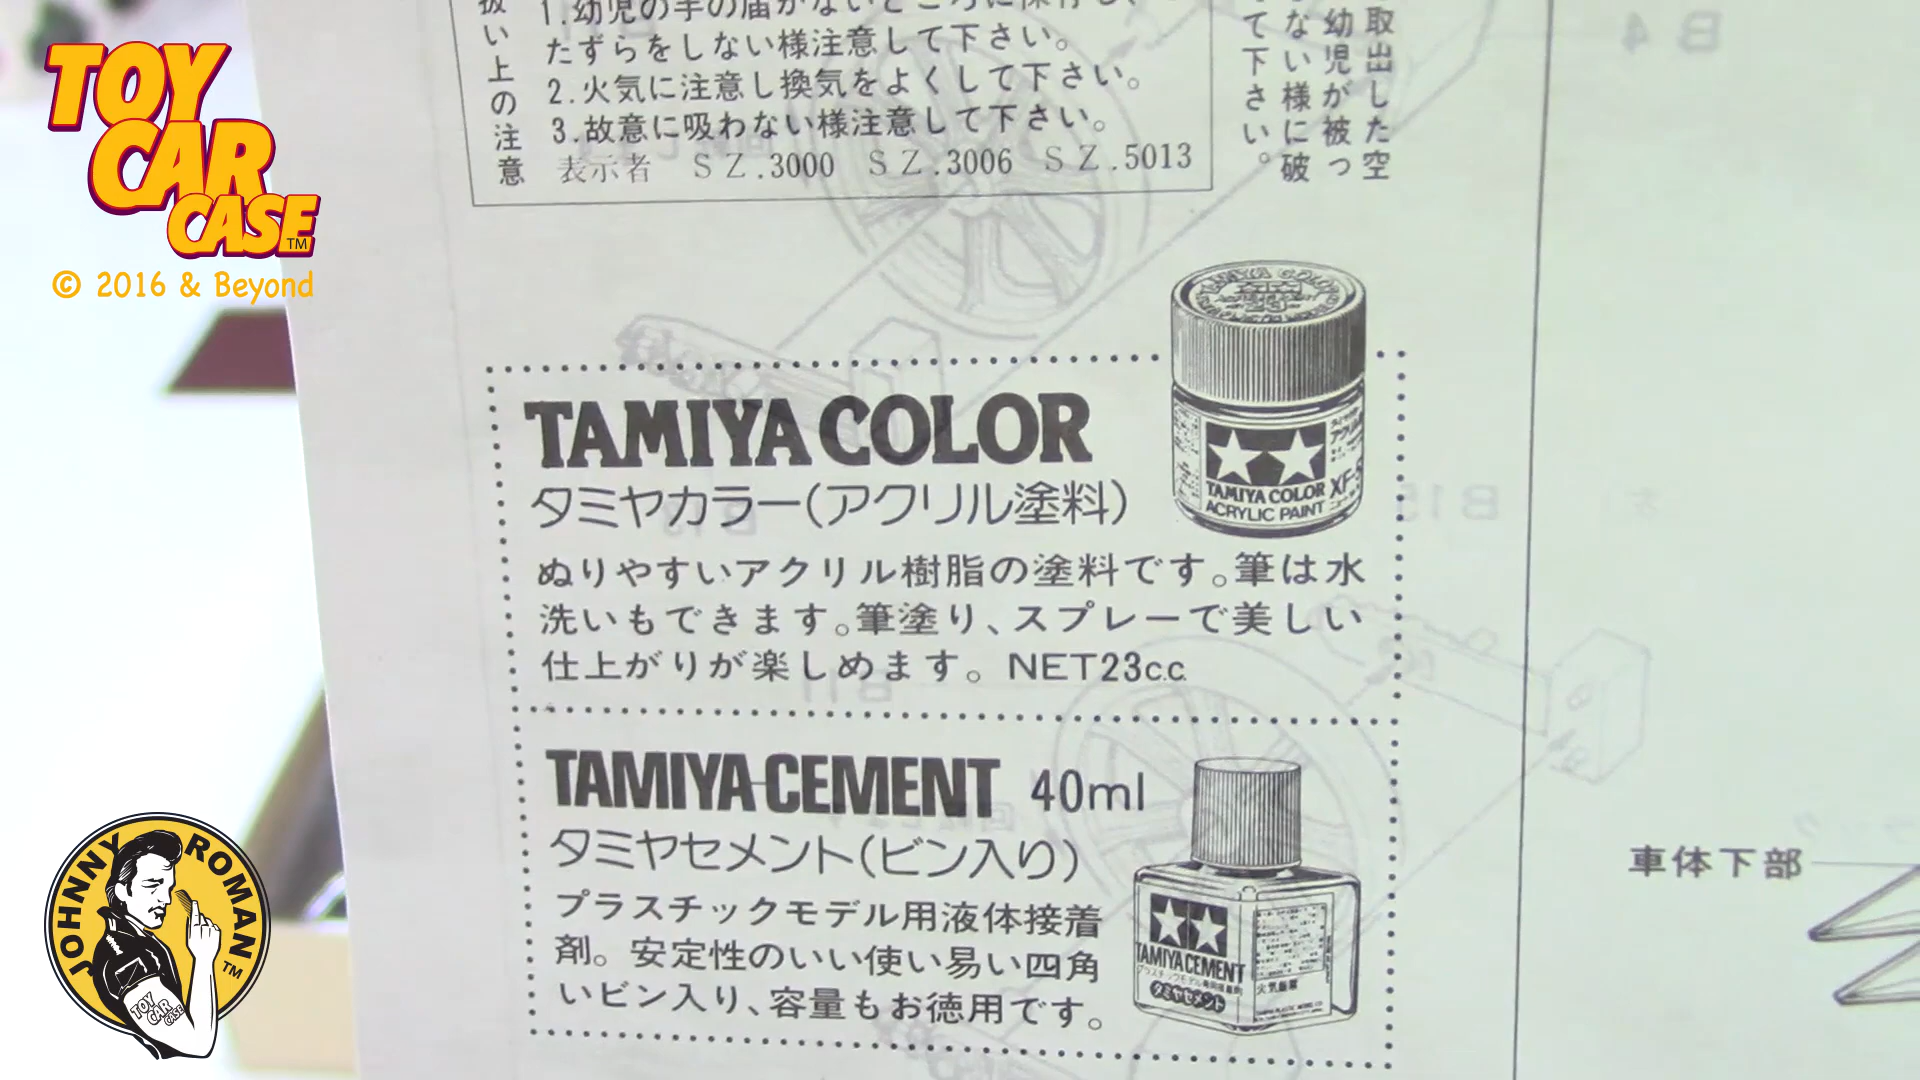 TOY
CAR
CASE
TM
© 2016 & Beyond
扱い上の注意
1.幼児の手の届かないところに保存し、い
たずらをしない様注意して下さい。
2.火気に注意し換気をよくして下さい。
3.故意に吸わない様注意して下さい。
表示者 SZ.3000 SZ.3006 SZ.5013
取出した空
幼児が被っ
ない様に破
て下さい。
TAMIYA COLOR
タミヤカラー(アクリル塗料)
ぬりやすいアクリル樹脂の塗料です。筆は水
洗いもできます。筆塗り、スプレーで美しい
仕上がりが楽しめます。NET23c.c.
TAMIYA COLOR
TAMIYA COLOR XF-
ACRYLIC PAINT
TAMIYA CEMENT 40ml
タミヤセメント(ビン入り)
プラスチックモデル用液体接着
剤。安定性のいい使い易い四角
いビン入り、容量もお徳用です。
TAMIYA CEMENT
タミヤセメント
火気厳禁
車体下部
B4
B15
B18
B11
JOHNNY ROMAN
TM
TOY
CAR
CASE